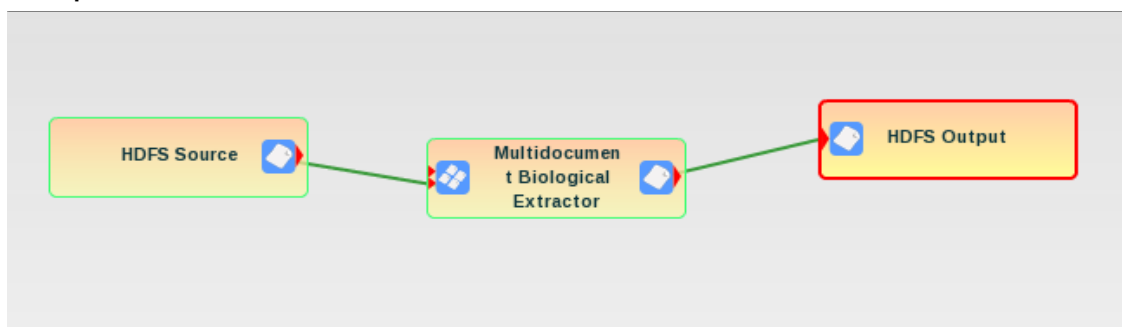 HDFS Source
Multidocumen
t Biological
Extractor
HDFS Output